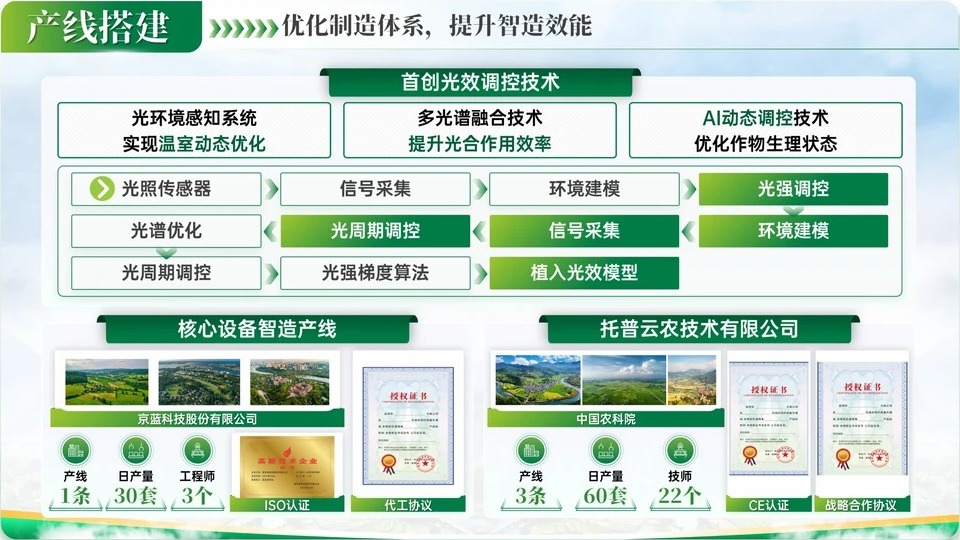 产线搭建
优化制造体系，提升智造效能
首创光效调控技术
光环境感知系统
实现温室动态优化
多光谱融合技术
提升光合作用效率
AI动态调控技术
优化作物生理状态
光照传感器
信号采集
环境建模
光强调控
光谱优化
光周期调控
信号采集
环境建模
光周期调控
光强梯度算法
植入光效模型
核心设备智造产线
京蓝科技股份有限公司
产线
1条
日产量
30套
工程师
3个
高新技术企业
ISO认证
授权证书
代工协议
托普云农技术有限公司
中国农科院
产线
3条
日产量
60套
技师
22个
授权证书
CE认证
授权证书
战略合作协议